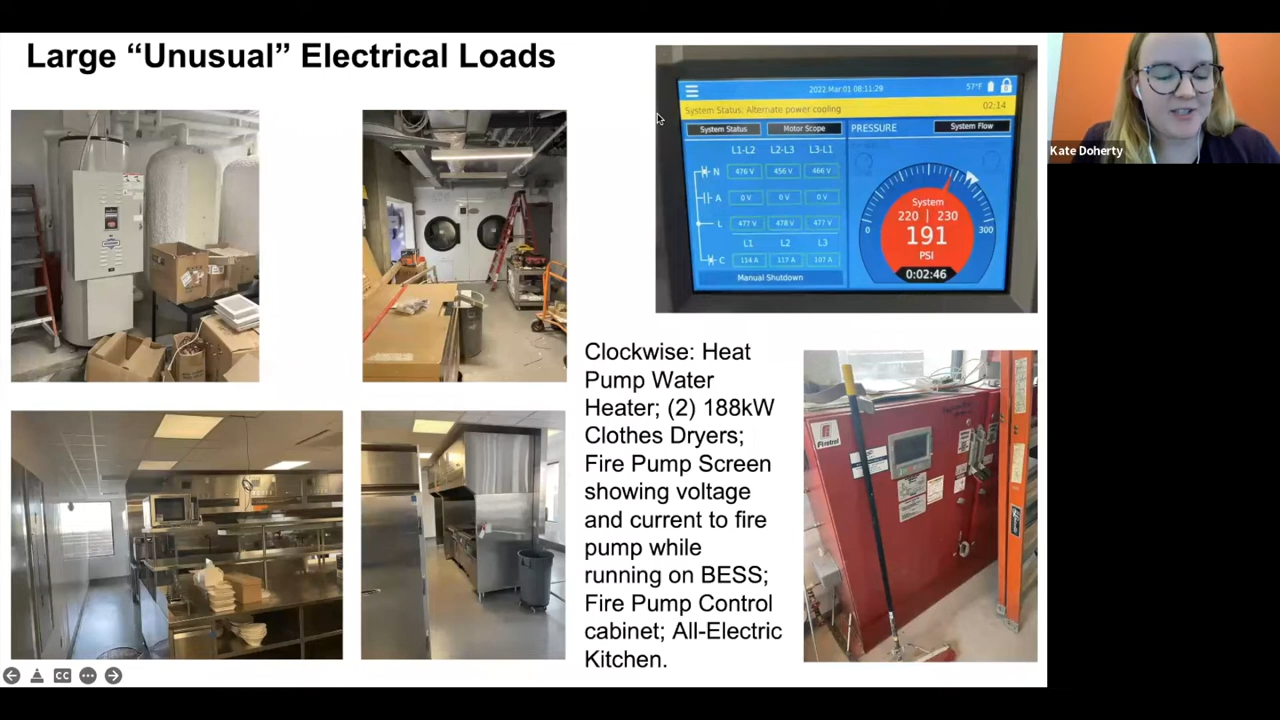 Large “Unusual” Electrical Loads
2022 Mar 01 08:11:29
57°F
System Status: Alternate power cooling
02:14
System Status
Motor Scope
PRESSURE
System Flow
L1-L2 L2-L3 L3-L1
N 476 V 456 V 466 V
A 0 V 0 V 0 V
L 477 V 478 V 477 V
L1 L2 L3
C 114 A 117 A 107 A
Manual Shutdown
System
220 | 230
0 191 300
PSI
0:02:46
Kate Doherty
Clockwise: Heat
Pump Water
Heater; (2) 188kW
Clothes Dryers;
Fire Pump Screen
showing voltage
and current to fire
pump while
running on BESS;
Fire Pump Control
cabinet; All-Electric
Kitchen.
Firetrol
CC